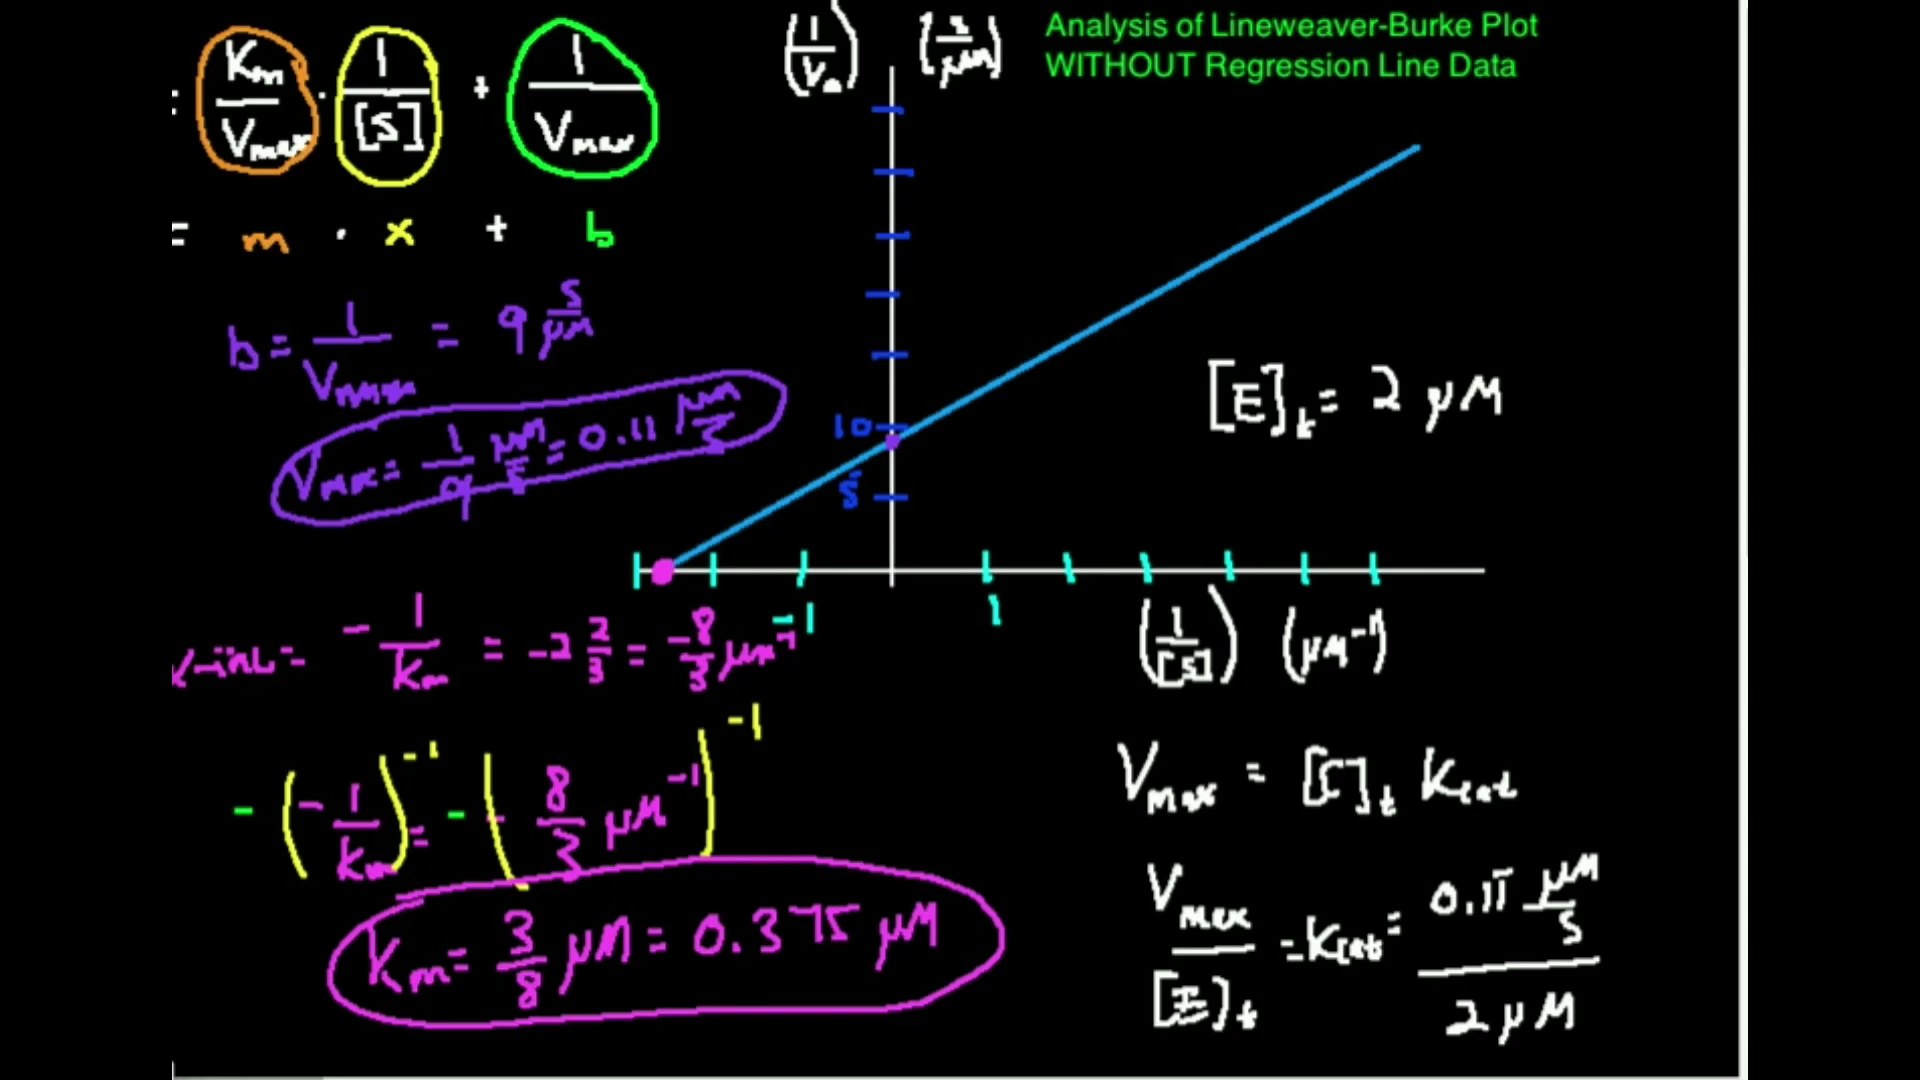 Analysis of Lineweaver-Burke Plot
WITHOUT Regression Line Data
= Km/Vmax · 1/[S] + 1/Vmax
= m · x + b
b = 1/Vmax = 9 s/μM
Vmax = 1/9 μM/s = 0.11 μM/s
x-int = -1/Km = -2 2/3 = -8/3 μM⁻¹
-(-1/Km)⁻¹ = -(-8/3 μM⁻¹)⁻¹
Km = 3/8 μM = 0.375 μM
(1/V₀) (s/μM)
10
5
-1
1
(1/[S]) (μM⁻¹)
[E]t = 2 μM
Vmax = [E]t Kcat
Vmax/[E]t = Kcat = 0.11 μM/s / 2 μM